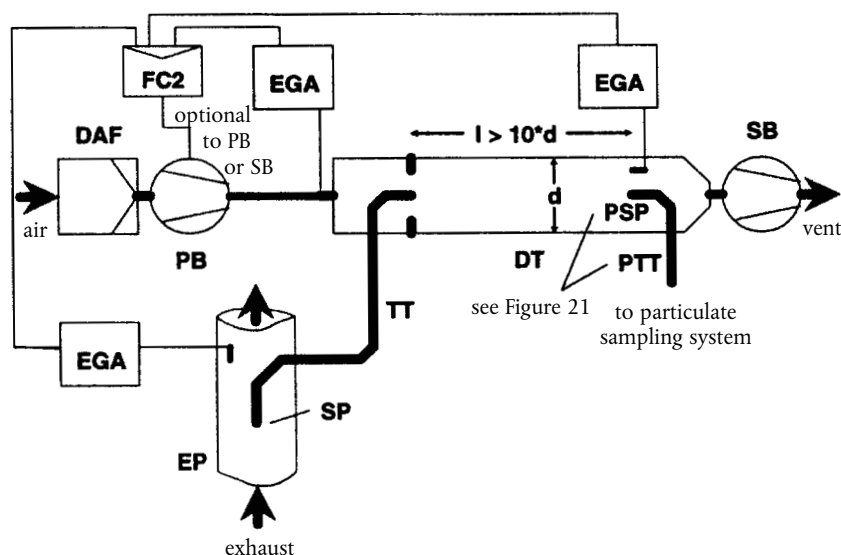 FC2
EGA
EGA
optional
to PB
or SB
DAF
l > 10*d
SB
air
d
PSP
vent
PB
DT
PTT
see Figure 21
to particulate
sampling system
TT
EGA
SP
EP
exhaust